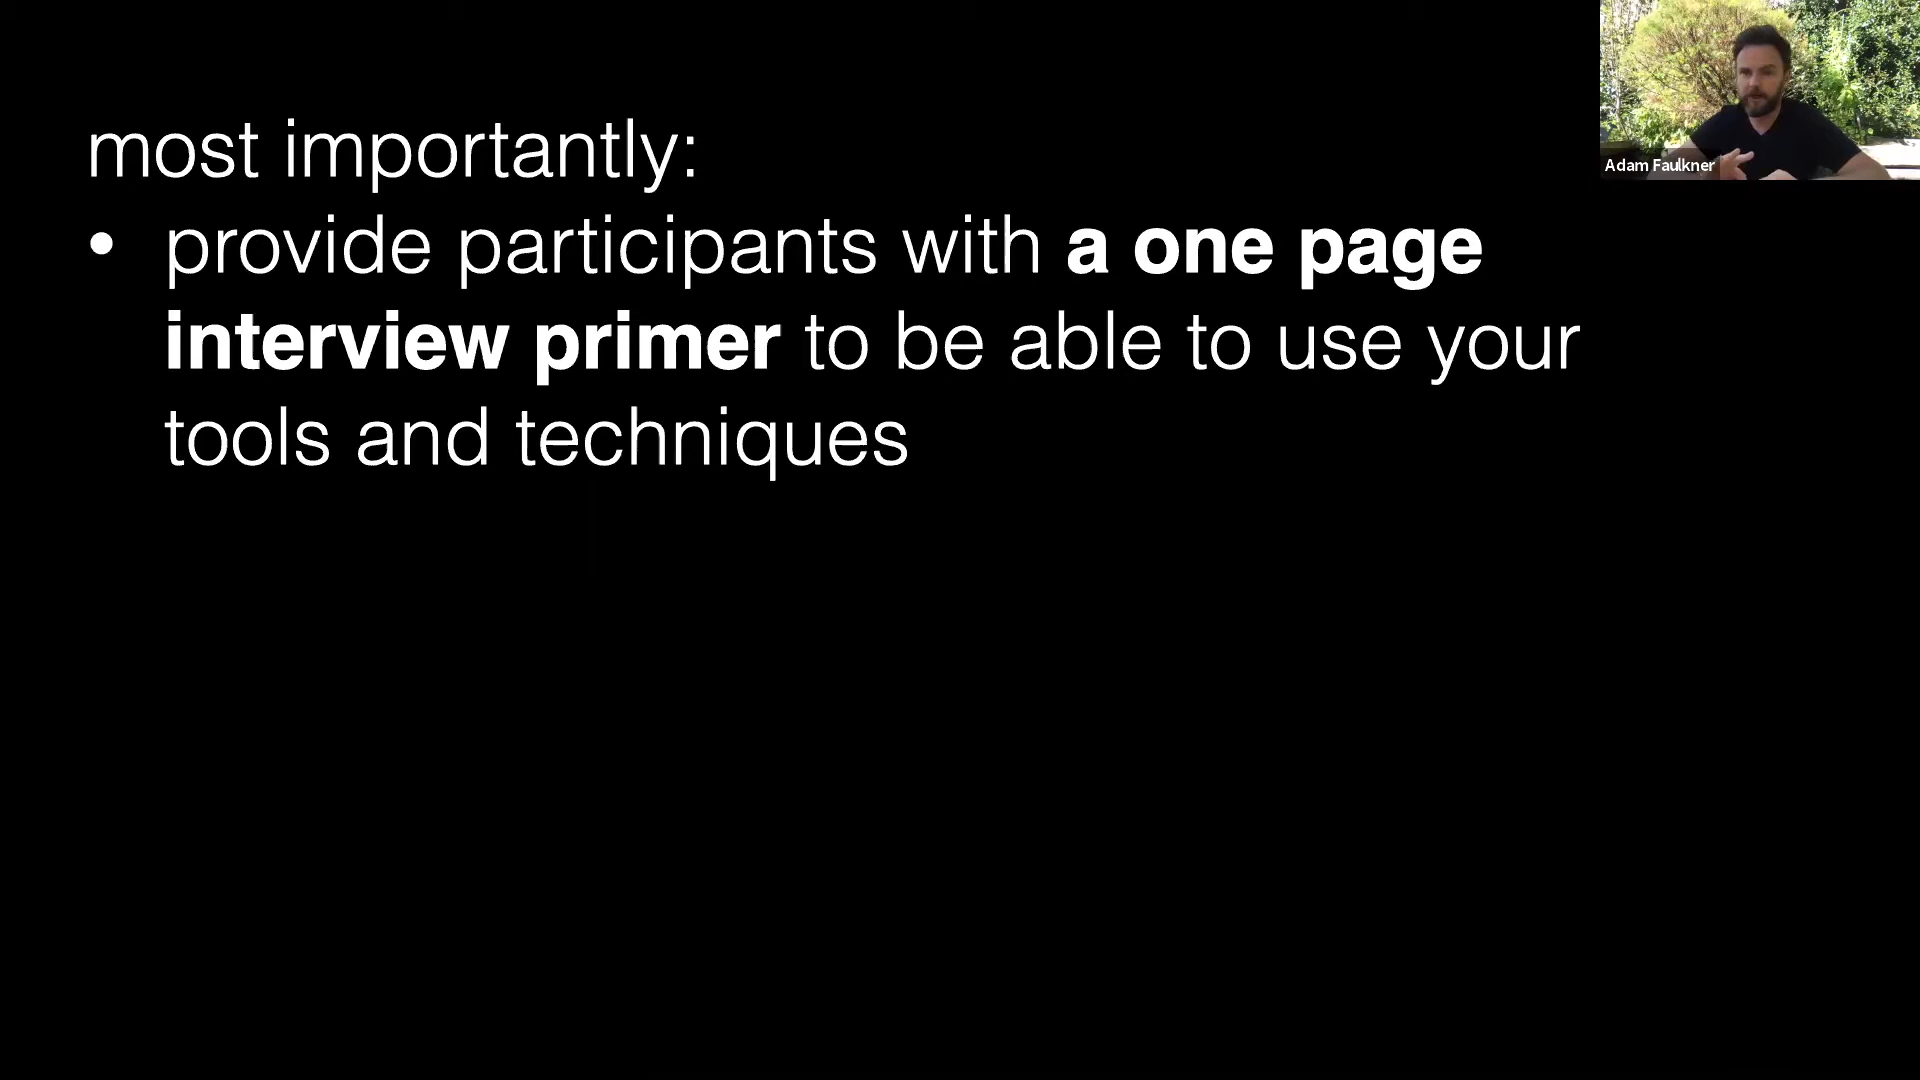 most importantly:
• provide participants with a one page
interview primer to be able to use your
tools and techniques
Adam Faulkner